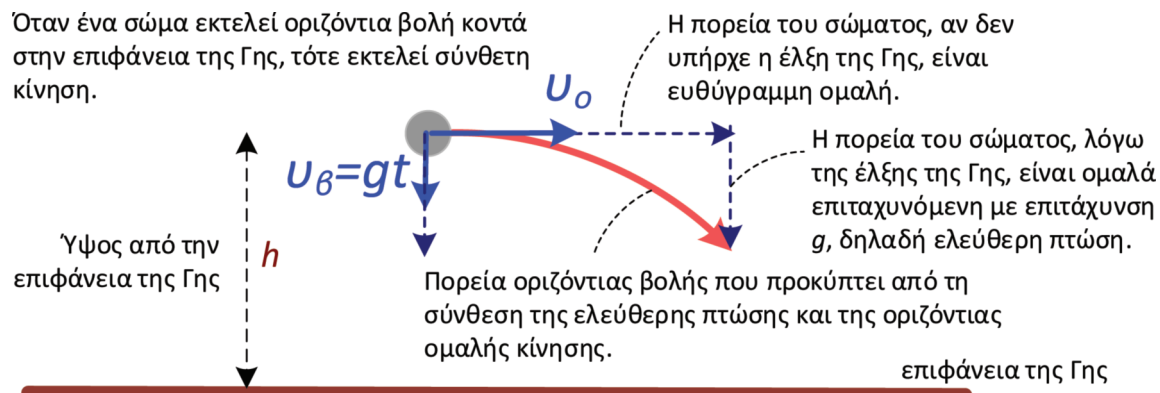 Όταν ένα σώμα εκτελεί οριζόντια βολή κοντά
στην επιφάνεια της Γης, τότε εκτελεί σύνθετη
κίνηση.
Η πορεία του σώματος, αν δεν
υπήρχε η έλξη της Γης, είναι
ευθύγραμμη ομαλή.
υₒ
υᵦ=gt
Η πορεία του σώματος, λόγω
της έλξης της Γης, είναι ομαλά
επιταχυνόμενη με επιτάχυνση
g, δηλαδή ελεύθερη πτώση.
Ύψος από την
επιφάνεια της Γης
h
Πορεία οριζόντιας βολής που προκύπτει από τη
σύνθεση της ελεύθερης πτώσης και της οριζόντιας
ομαλής κίνησης.
επιφάνεια της Γης